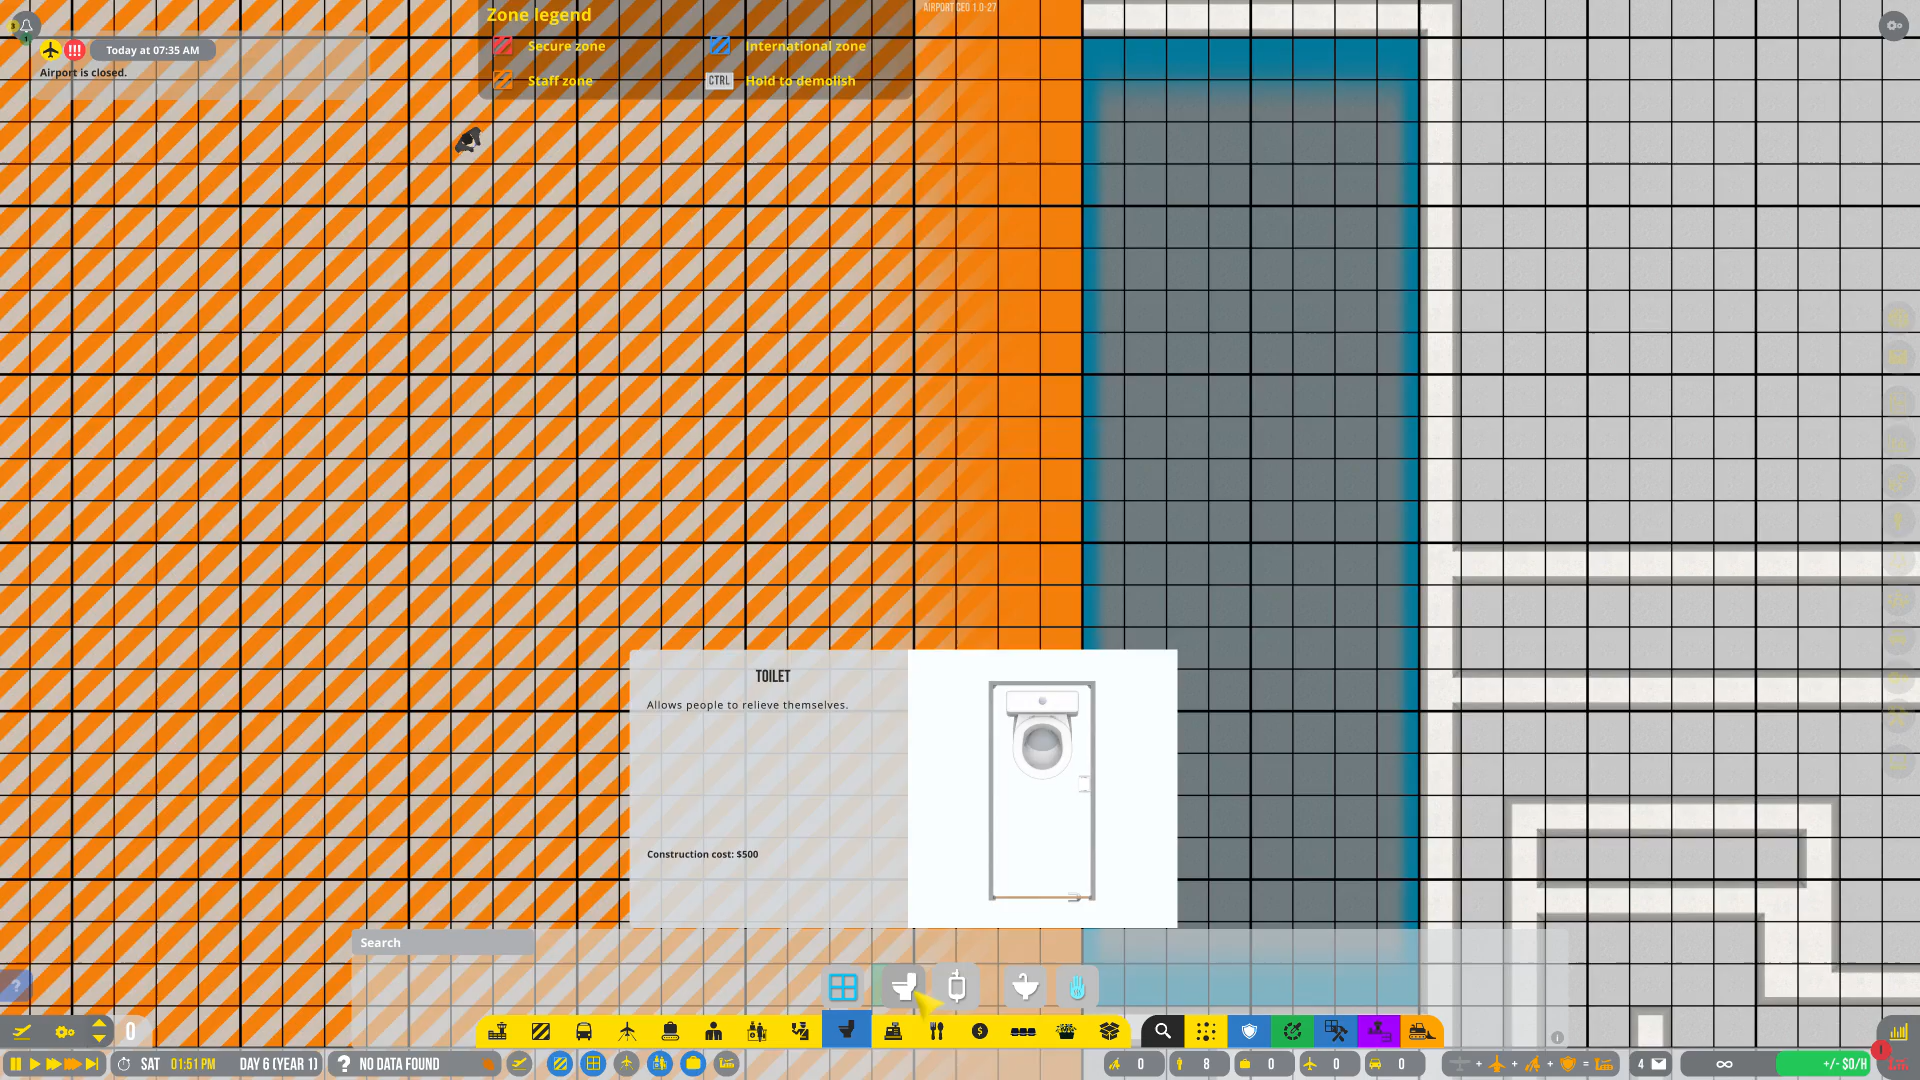 AIRPORT CEO 1.0-27
Zone legend
Secure zone
International zone
Staff zone
CTRL
Hold to demolish
!!!
Today at 07:35 AM
Airport is closed.
TOILET
Allows people to relieve themselves.
Construction cost: $500
Search
?
0
SAT 01:51 PM
DAY 6 (YEAR 1)
? NO DATA FOUND
0
8
0
0
0
+ + + =
4
∞
+/- $0/H
!